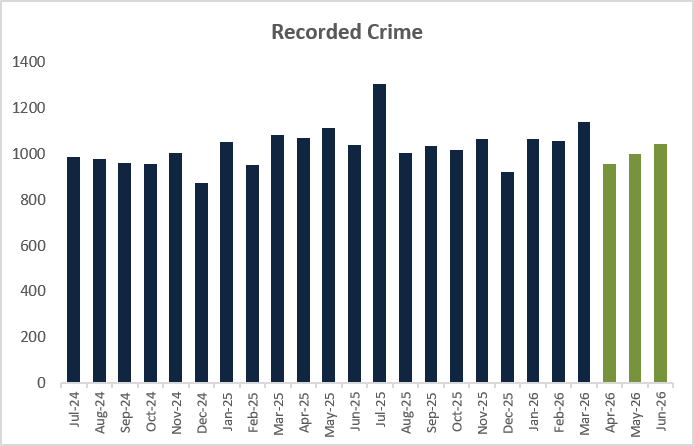 Recorded Crime
1400
1200
1000
800
600
400
200
0
Jul-24
Aug-24
Sep-24
Oct-24
Nov-24
Dec-24
Jan-25
Feb-25
Mar-25
Apr-25
May-25
Jun-25
Jul-25
Aug-25
Sep-25
Oct-25
Nov-25
Dec-25
Jan-26
Feb-26
Mar-26
Apr-26
May-26
Jun-26